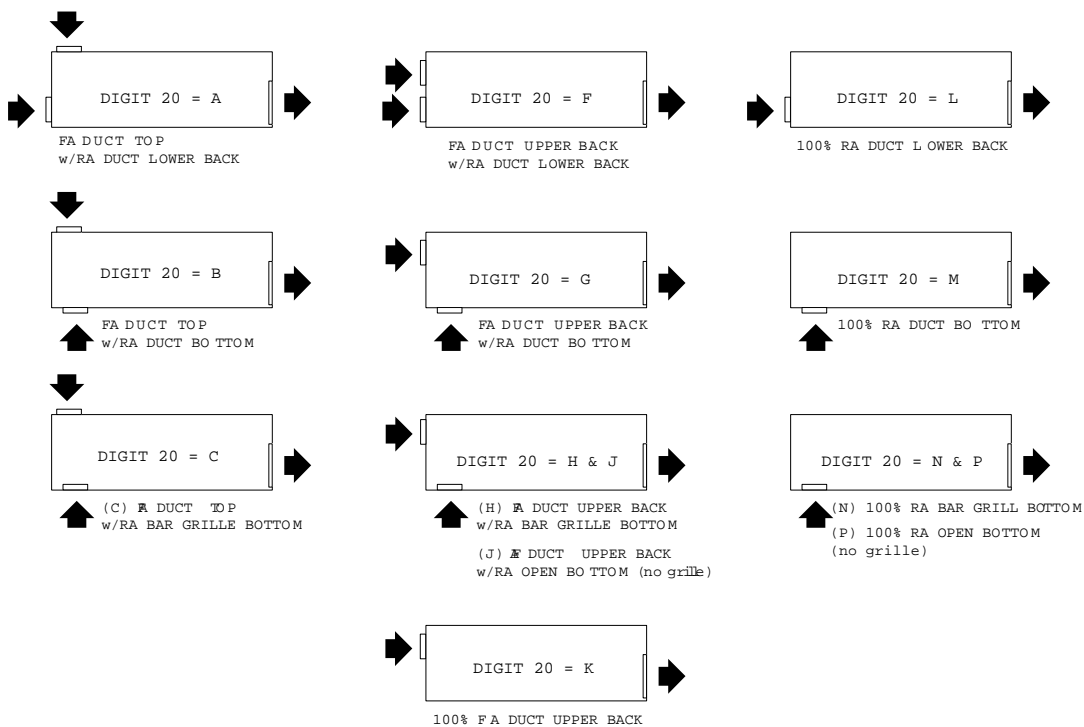 DIGIT 20 = A
FA DUCT TOP
w/RA DUCT LOWER BACK
DIGIT 20 = F
FA DUCT UPPER BACK
w/RA DUCT LOWER BACK
DIGIT 20 = L
100% RA DUCT LOWER BACK
DIGIT 20 = B
FA DUCT TOP
w/RA DUCT BOTTOM
DIGIT 20 = G
FA DUCT UPPER BACK
w/RA DUCT BOTTOM
DIGIT 20 = M
100% RA DUCT BOTTOM
DIGIT 20 = C
(C) FA DUCT TOP
w/RA BAR GRILLE BOTTOM
DIGIT 20 = H & J
(H) FA DUCT UPPER BACK
w/RA BAR GRILLE BOTTOM
(J) FA DUCT UPPER BACK
w/RA OPEN BOTTOM (no grille)
DIGIT 20 = N & P
(N) 100% RA BAR GRILL BOTTOM
(P) 100% RA OPEN BOTTOM
(no grille)
DIGIT 20 = K
100% FA DUCT UPPER BACK